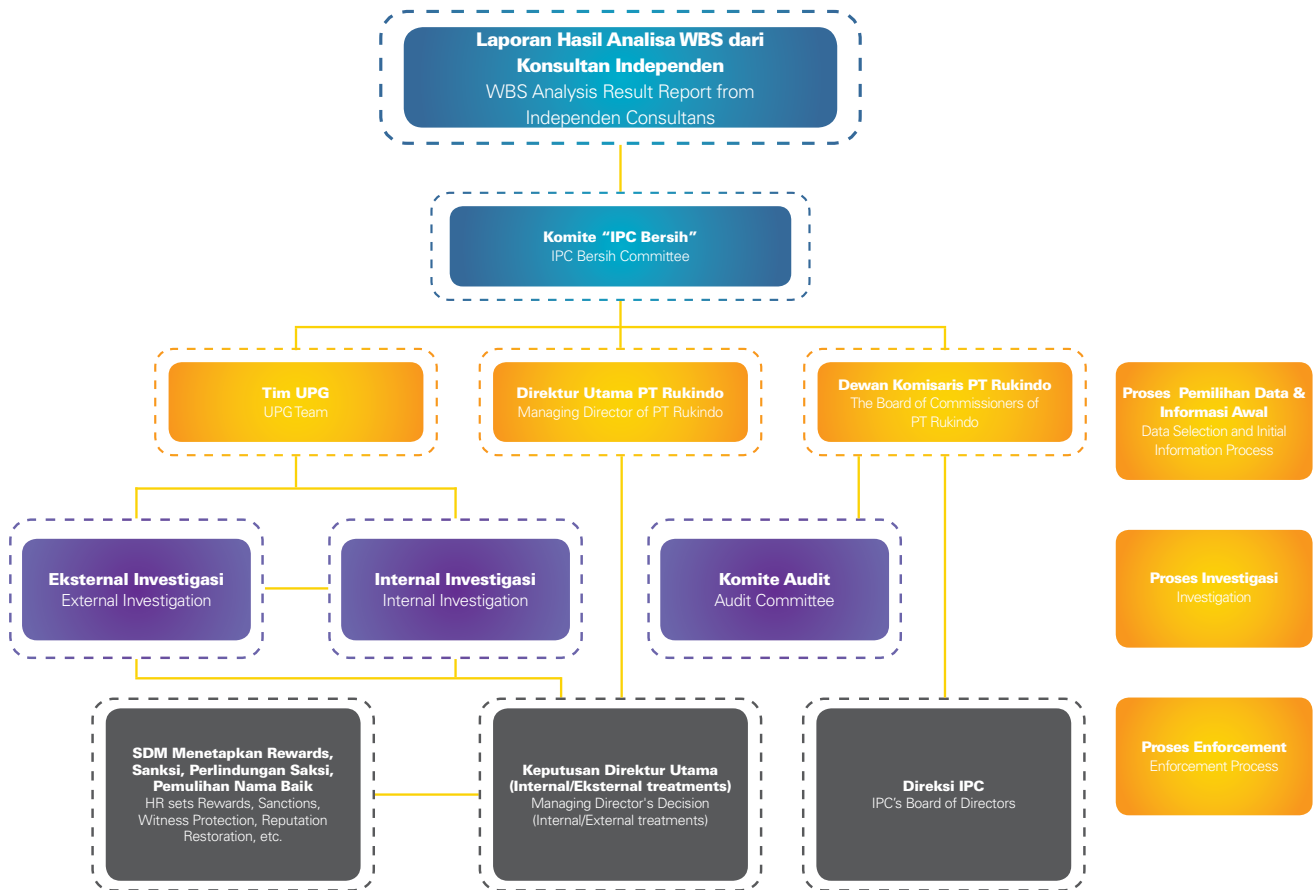 Laporan Hasil Analisa WBS dari
Konsultan Independen
WBS Analysis Result Report from
Independen Consultans
Komite “IPC Bersih”
IPC Bersih Committee
Tim UPG
UPG Team
Direktur Utama PT Rukindo
Managing Director of PT Rukindo
Dewan Komisaris PT Rukindo
The Board of Commissioners of
PT Rukindo
Proses Pemilihan Data &
Informasi Awal
Data Selection and Initial
Information Process
Eksternal Investigasi
External Investigation
Internal Investigasi
Internal Investigation
Komite Audit
Audit Committee
Proses Investigasi
Investigation
SDM Menetapkan Rewards,
Sanksi, Perlindungan Saksi,
Pemulihan Nama Baik
HR sets Rewards, Sanctions,
Witness Protection, Reputation
Restoration, etc.
Keputusan Direktur Utama
(Internal/Eksternal treatments)
Managing Director's Decision
(Internal/External treatments)
Direksi IPC
IPC’s Board of Directors
Proses Enforcement
Enforcement Process